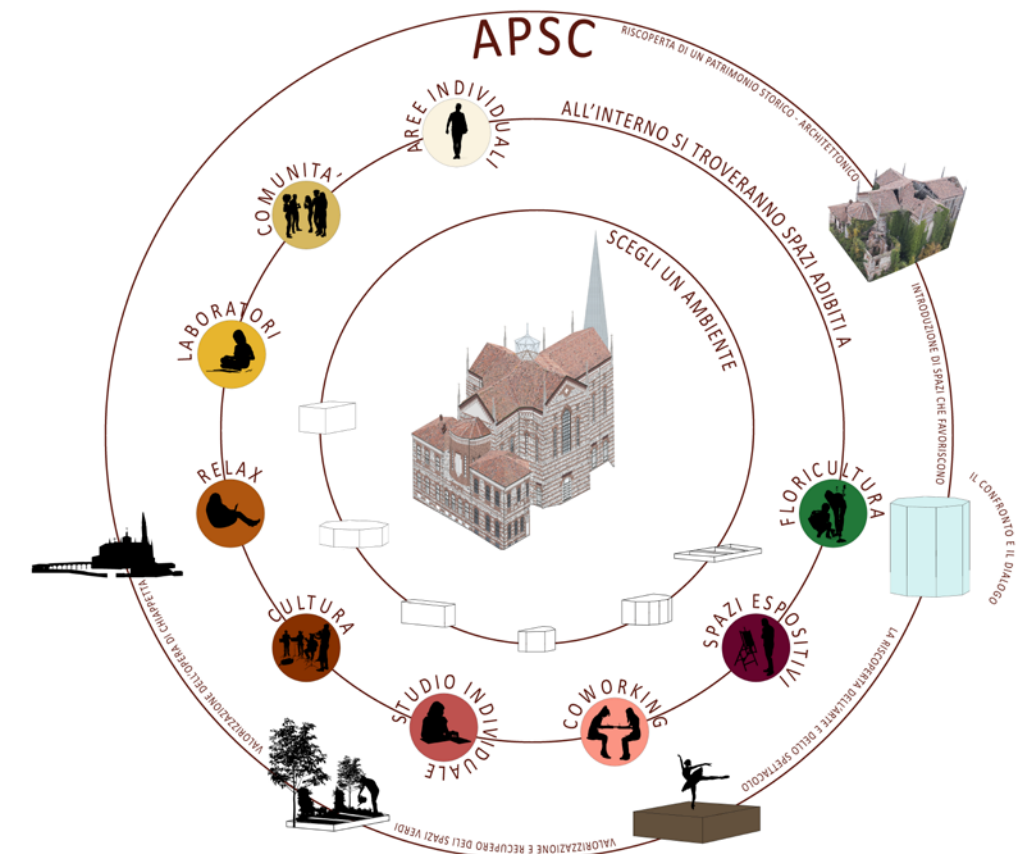 APSC
RISCOPERTA DI UN PATRIMONIO STORICO - ARCHITETTONICO
INTRODUZIONE DI SPAZI CHE FAVORISCONO
IL CONFRONTO E IL DIALOGO
LA RISCOPERTA DELL'ARTE E DELLO SPETTACOLO
VALORIZZAZIONE E RECUPERO DELI SPAZI VERDI
VALORIZZAZIONE DELL'OPERA DI CHIAPPETTA
ALL'INTERNO SI TROVERANNO SPAZI ADIBITI A
FLORICULTURA
SPAZI ESPOSITIVI
COWORKING
STUDIO INDIVIDUALE
CULTURA
RELAX
LABORATORI
COMUNITA'
AREE INDIVIDUALI
SCEGLI UN AMBIENTE